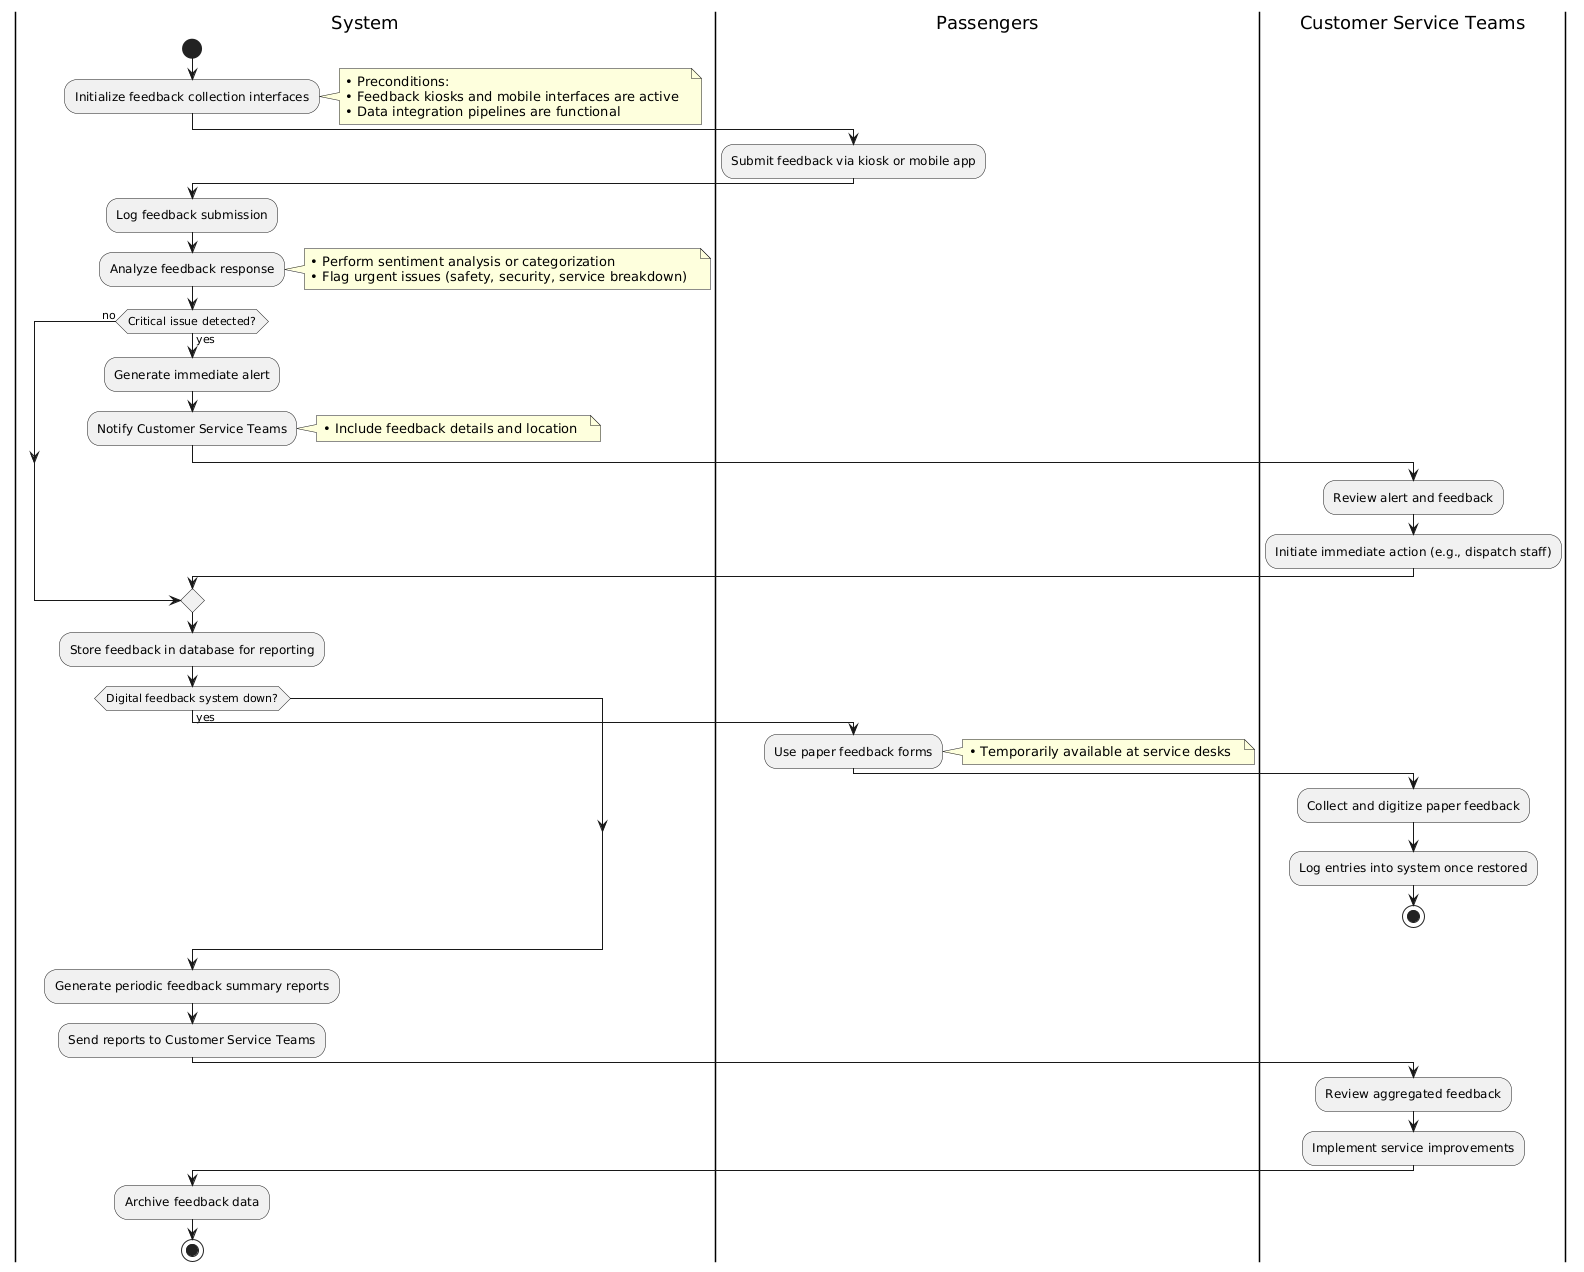 System
Passengers
Customer Service Teams
Initialize feedback collection interfaces
• Preconditions:
• Feedback kiosks and mobile interfaces are active
• Data integration pipelines are functional
Submit feedback via kiosk or mobile app
Log feedback submission
Analyze feedback response
• Perform sentiment analysis or categorization
• Flag urgent issues (safety, security, service breakdown)
no
Critical issue detected?
yes
Generate immediate alert
Notify Customer Service Teams
• Include feedback details and location
Review alert and feedback
Initiate immediate action (e.g., dispatch staff)
Store feedback in database for reporting
Digital feedback system down?
yes
Use paper feedback forms
• Temporarily available at service desks
Collect and digitize paper feedback
Log entries into system once restored
Generate periodic feedback summary reports
Send reports to Customer Service Teams
Review aggregated feedback
Implement service improvements
Archive feedback data